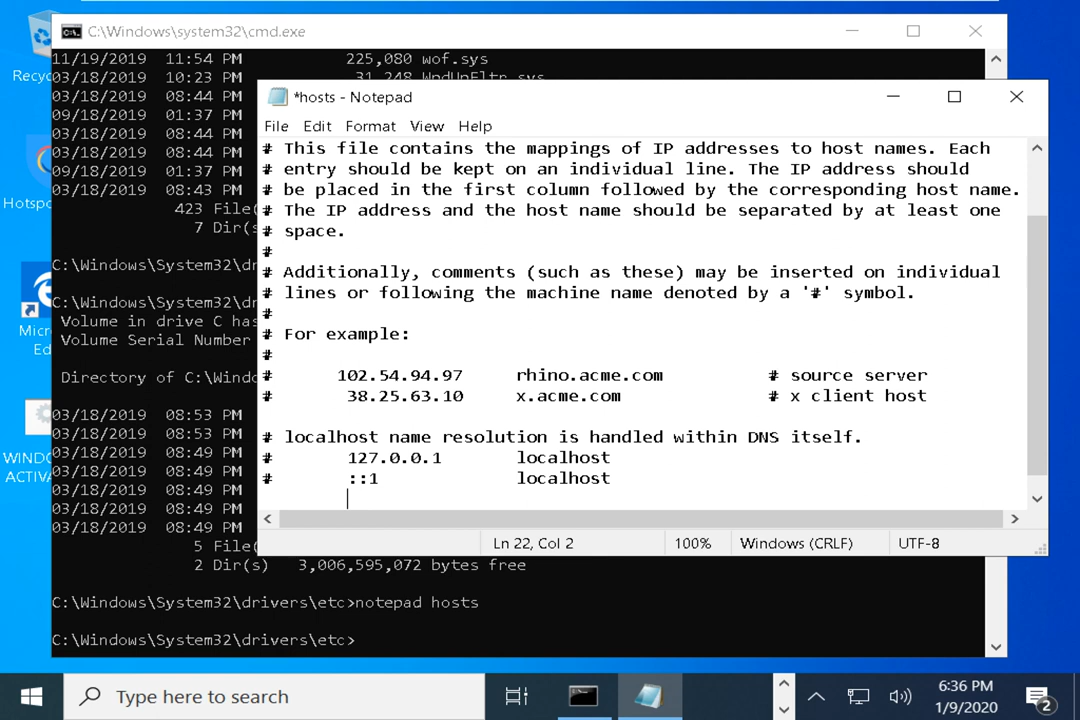 C:\Windows\system32\cmd.exe
11/19/2019 11:54 PM 225,080 wof.sys
03/18/2019 10:23 PM 31,248 WndUnFltr.sys
03/18/2019 08:44 PM
09/18/2019 01:37 PM
03/18/2019 08:44 PM
03/18/2019 08:44 PM
09/18/2019 01:37 PM
03/18/2019 08:43 PM
423 File(
7 Dir(s
C:\Windows\System32\dr
C:\Windows\System32\dr
Volume in drive C has
Volume Serial Number
Directory of C:\Windo
03/18/2019 08:53 PM
03/18/2019 08:53 PM
03/18/2019 08:49 PM
03/18/2019 08:49 PM
03/18/2019 08:49 PM
03/18/2019 08:49 PM
03/18/2019 08:49 PM
5 File(
2 Dir(s) 3,006,595,072 bytes free
C:\Windows\System32\drivers\etc>notepad hosts
C:\Windows\System32\drivers\etc>
*hosts - Notepad
File Edit Format View Help
# This file contains the mappings of IP addresses to host names. Each
# entry should be kept on an individual line. The IP address should
# be placed in the first column followed by the corresponding host name.
# The IP address and the host name should be separated by at least one
# space.
#
# Additionally, comments (such as these) may be inserted on individual
# lines or following the machine name denoted by a '#' symbol.
#
# For example:
#
# 102.54.94.97 rhino.acme.com # source server
# 38.25.63.10 x.acme.com # x client host
# localhost name resolution is handled within DNS itself.
# 127.0.0.1 localhost
# ::1 localhost
Ln 22, Col 2 100% Windows (CRLF) UTF-8
Recyc
Hotspo
Micr
Ed
WINDO
ACTIVA
Type here to search
6:36 PM
1/9/2020
2